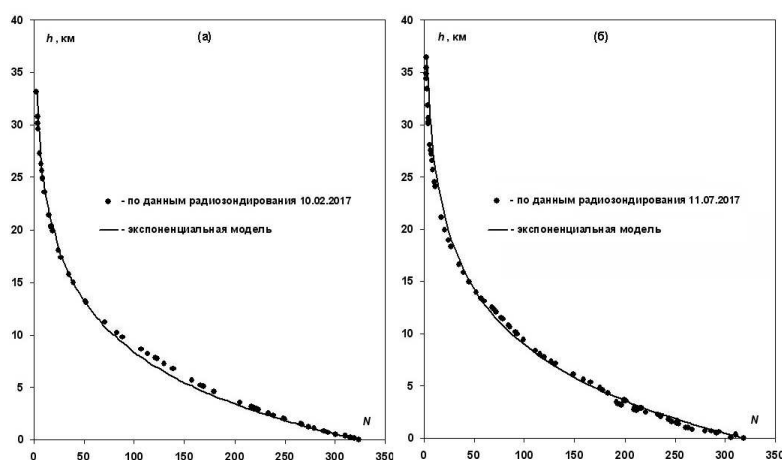 h , км
(а)
40
35
30
25
20
15
10
5
0
• - по данным радиозондирования 10.02.2017
— - экспоненциальная модель
N
0 50 100 150 200 250 300 350
h , км
(б)
40
35
30
25
20
15
10
5
0
• - по данным радиозондирования 11.07.2017
— - экспоненциальная модель
N
0 50 100 150 200 250 300 350